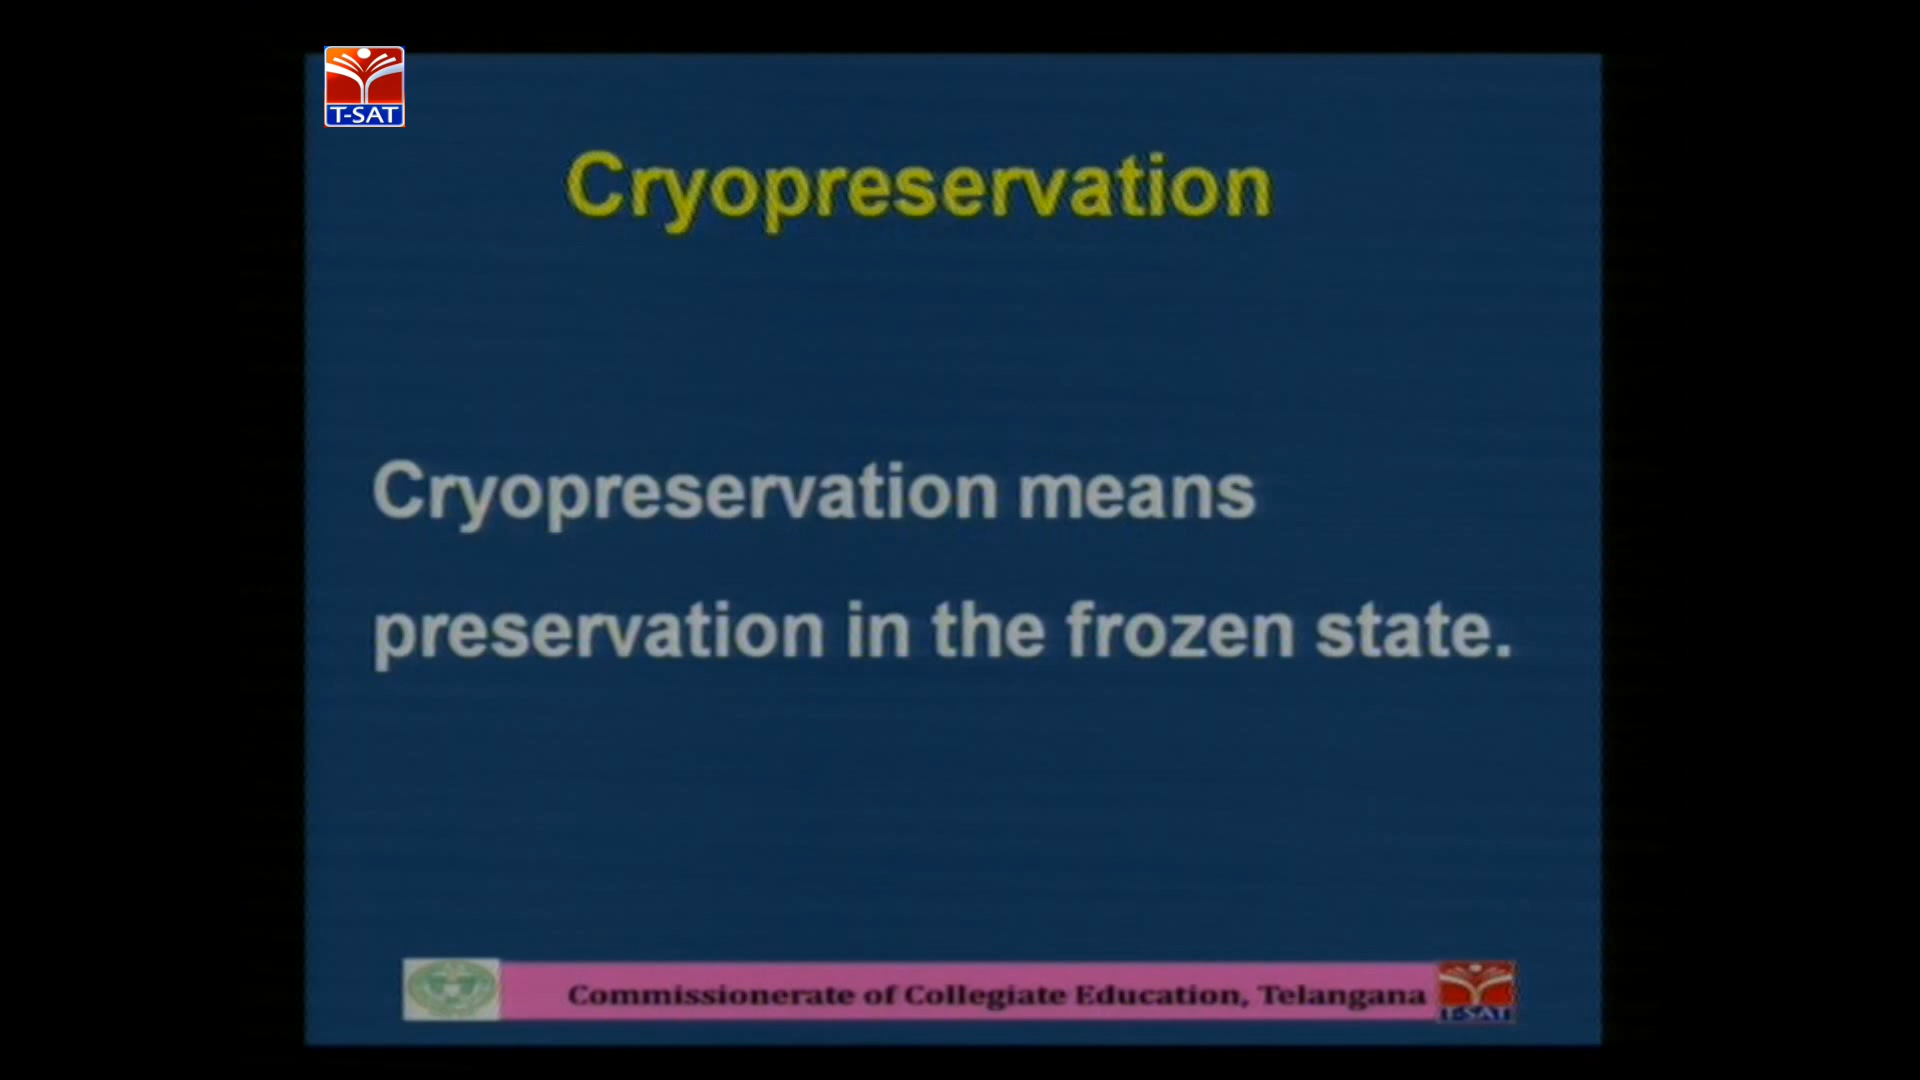 T-SAT
Cryopreservation
Cryopreservation means
preservation in the frozen state.
Commissionerate of Collegiate Education, Telangana
T-SAT